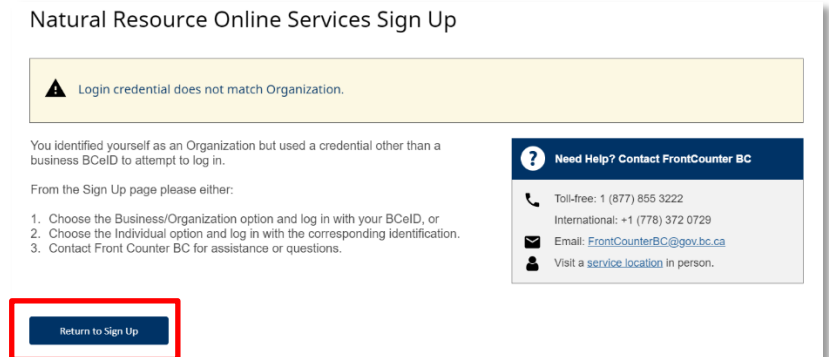 Natural Resource Online Services Sign Up
Login credential does not match Organization.
You identified yourself as an Organization but used a credential other than a
business BCeID to attempt to log in.
From the Sign Up page please either:
1. Choose the Business/Organization option and log in with your BCeID, or
2. Choose the Individual option and log in with the corresponding identification.
3. Contact Front Counter BC for assistance or questions.
? Need Help? Contact FrontCounter BC
Toll-free: 1 (877) 855 3222
International: +1 (778) 372 0729
Email: FrontCounterBC@gov.bc.ca
Visit a service location in person.
Return to Sign Up